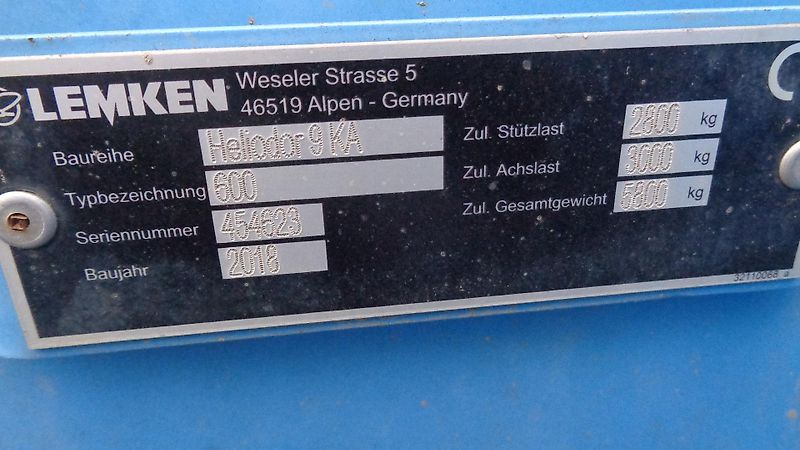 LEMKEN
Weseler Strasse 5
46519 Alpen - Germany
Baureihe Heliodor 9 KA
Typbezeichnung 600
Seriennummer 454623
Baujahr 2018
Zul. Stützlast 2800 kg
Zul. Achslast 3000 kg
Zul. Gesamtgewicht 5800 kg
32110068 a